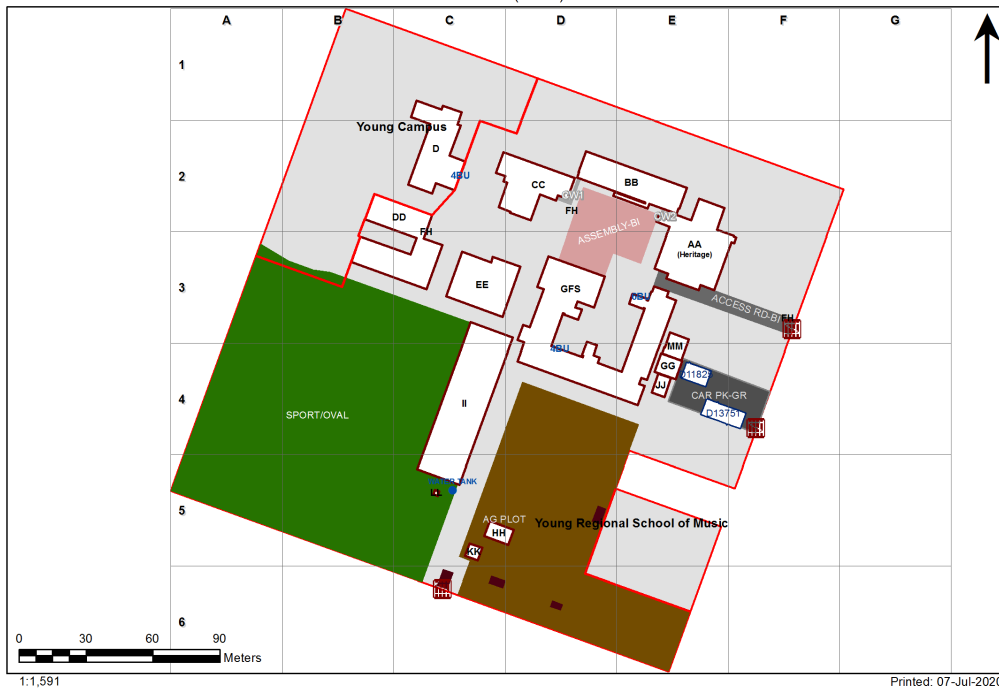 A B C D E F G
1
Young Campus
D
2
4BU
CC
BB
GW1
FH
CW2
DD
FH
ASSEMBLY-BI
AA
(Heritage)
3
EE
GFS
6BU
ACCESS RD-BI
FH
4BU
MM
GG
JJ
CAR PK-GR
D13751
4
SPORT/OVAL
II
TANK
5
AG PLOT
Young Regional School of Music
HH
KK
6
0 30 60 90
Meters
1:1,591
Printed: 07-Jul-2020